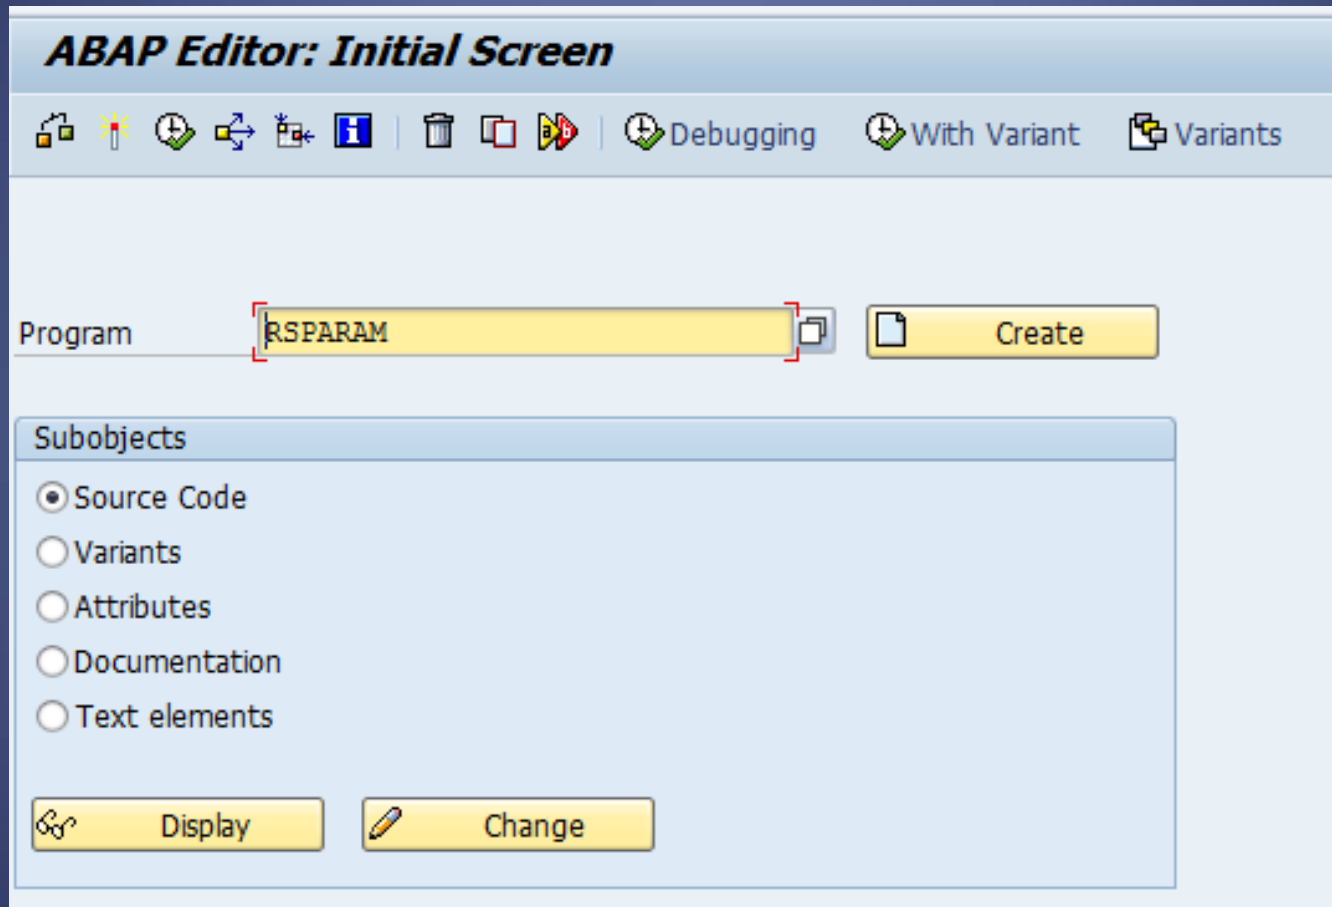 ABAP Editor: Initial Screen
Debugging With Variant Variants
Program RSPARAM Create
Subobjects
Source Code
Variants
Attributes
Documentation
Text elements
Display Change